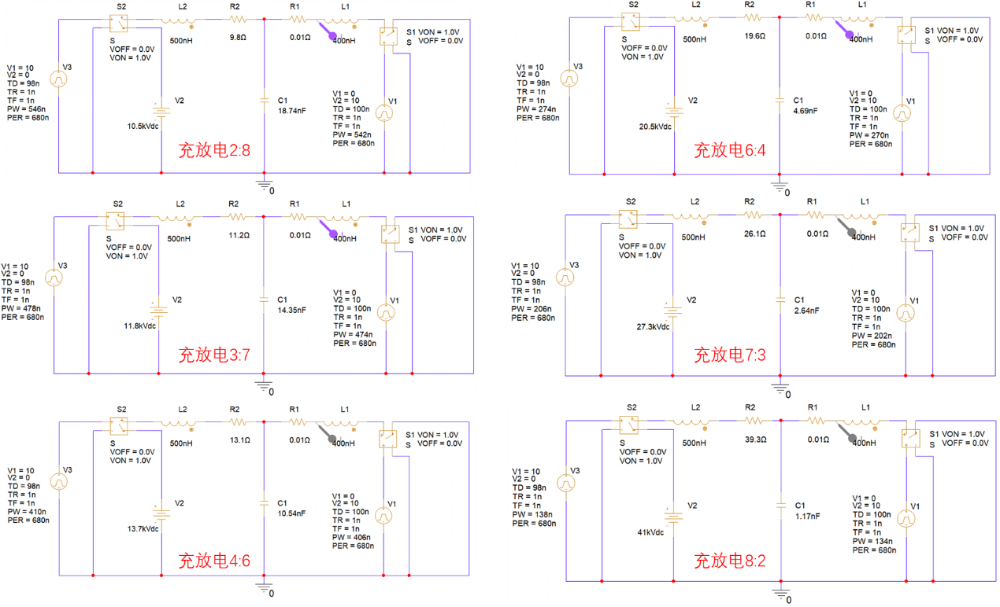 S2
L2
R2
R1
L1
500nH
9.8Ω
0.01Ω
400nH
S
VOFF = 0.0V
VON = 1.0V
S1 VON = 1.0V
S VOFF = 0.0V
V3
V1 = 10
V2 = 0
TD = 98n
TR = 1n
TF = 1n
PW = 546n
PER = 680n
V2
10.5kVdc
C1
18.74nF
V1 = 0
V2 = 10
TD = 100n
TR = 1n
TF = 1n
PW = 542n
PER = 680n
V1
充放电2:8
0
S2
L2
R2
R1
L1
500nH
19.6Ω
0.01Ω
400nH
S
VOFF = 0.0V
VON = 1.0V
S1 VON = 1.0V
S VOFF = 0.0V
V3
V1 = 10
V2 = 0
TD = 98n
TR = 1n
TF = 1n
PW = 274n
PER = 680n
V2
20.5kVdc
C1
4.69nF
V1 = 0
V2 = 10
TD = 100n
TR = 1n
TF = 1n
PW = 270n
PER = 680n
V1
充放电6:4
0
S2
L2
R2
R1
L1
500nH
11.2Ω
0.01Ω
400nH
S
VOFF = 0.0V
VON = 1.0V
S1 VON = 1.0V
S VOFF = 0.0V
V3
V1 = 10
V2 = 0
TD = 98n
TR = 1n
TF = 1n
PW = 478n
PER = 680n
V2
11.8kVdc
C1
14.35nF
V1 = 0
V2 = 10
TD = 100n
TR = 1n
TF = 1n
PW = 474n
PER = 680n
V1
充放电3:7
0
S2
L2
R2
R1
L1
500nH
26.1Ω
0.01Ω
400nH
S
VOFF = 0.0V
VON = 1.0V
S1 VON = 1.0V
S VOFF = 0.0V
V3
V1 = 10
V2 = 0
TD = 98n
TR = 1n
TF = 1n
PW = 206n
PER = 680n
V2
27.3kVdc
C1
2.64nF
V1 = 0
V2 = 10
TD = 100n
TR = 1n
TF = 1n
PW = 202n
PER = 680n
V1
充放电7:3
0
S2
L2
R2
R1
L1
500nH
13.1Ω
0.01Ω
400nH
S
VOFF = 0.0V
VON = 1.0V
S1 VON = 1.0V
S VOFF = 0.0V
V3
V1 = 10
V2 = 0
TD = 98n
TR = 1n
TF = 1n
PW = 410n
PER = 680n
V2
13.7kVdc
C1
10.54nF
V1 = 0
V2 = 10
TD = 100n
TR = 1n
TF = 1n
PW = 406n
PER = 680n
V1
充放电4:6
0
S2
L2
R2
R1
L1
500nH
39.3Ω
0.01Ω
400nH
S
VOFF = 0.0V
VON = 1.0V
S1 VON = 1.0V
S VOFF = 0.0V
V3
V1 = 10
V2 = 0
TD = 98n
TR = 1n
TF = 1n
PW = 138n
PER = 680n
V2
41kVdc
C1
1.17nF
V1 = 0
V2 = 10
TD = 100n
TR = 1n
TF = 1n
PW = 134n
PER = 680n
V1
充放电8:2
0